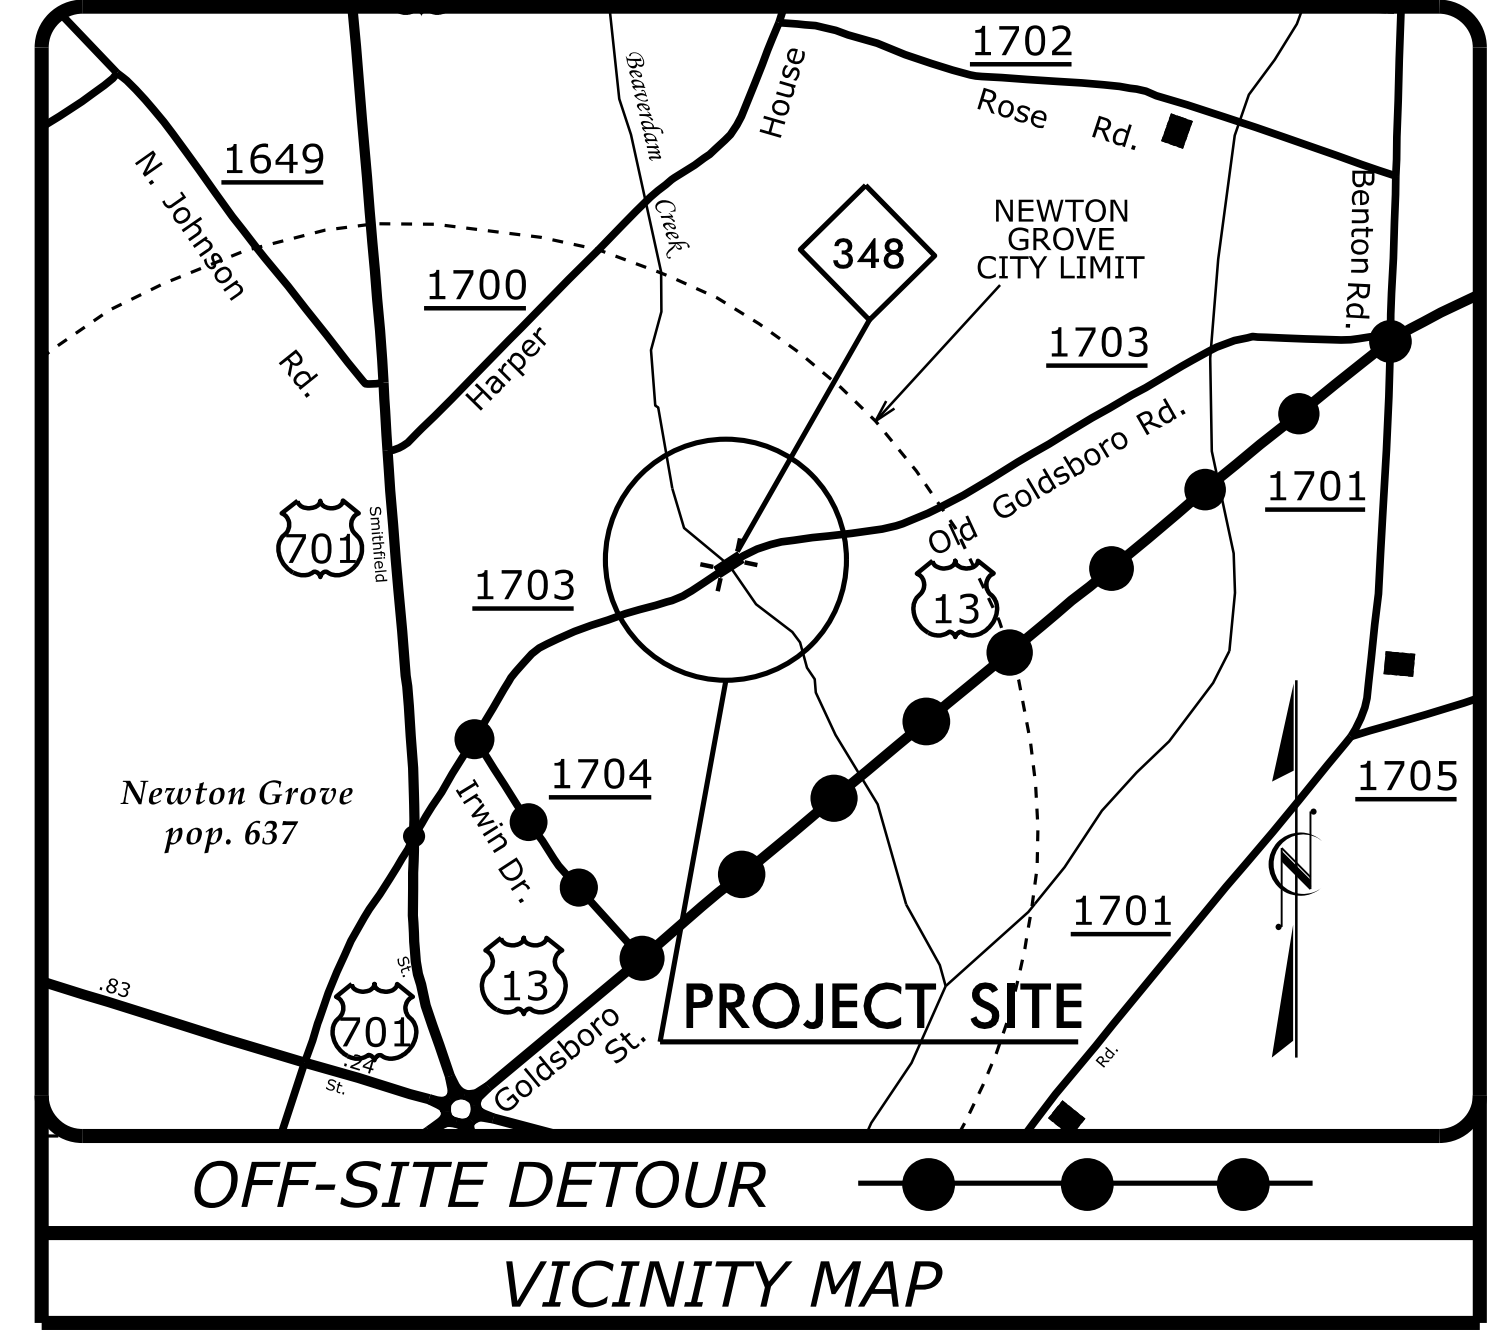 1702
House
Beaverdam
Rose Rd.
1649
N. Johnson
Rd.
Benton Rd.
Creek
NEWTON
GROVE
CITY LIMIT
348
1700
Harper
1703
Old Goldsboro Rd.
1701
701
Smithfield
1703
13
1704
Irwin Dr.
Newton Grove
pop. 637
1705
N
1701
St.
13
.83
701
.24
St.
PROJECT SITE
Goldsboro
St.
Rd.
OFF-SITE DETOUR
VICINITY MAP